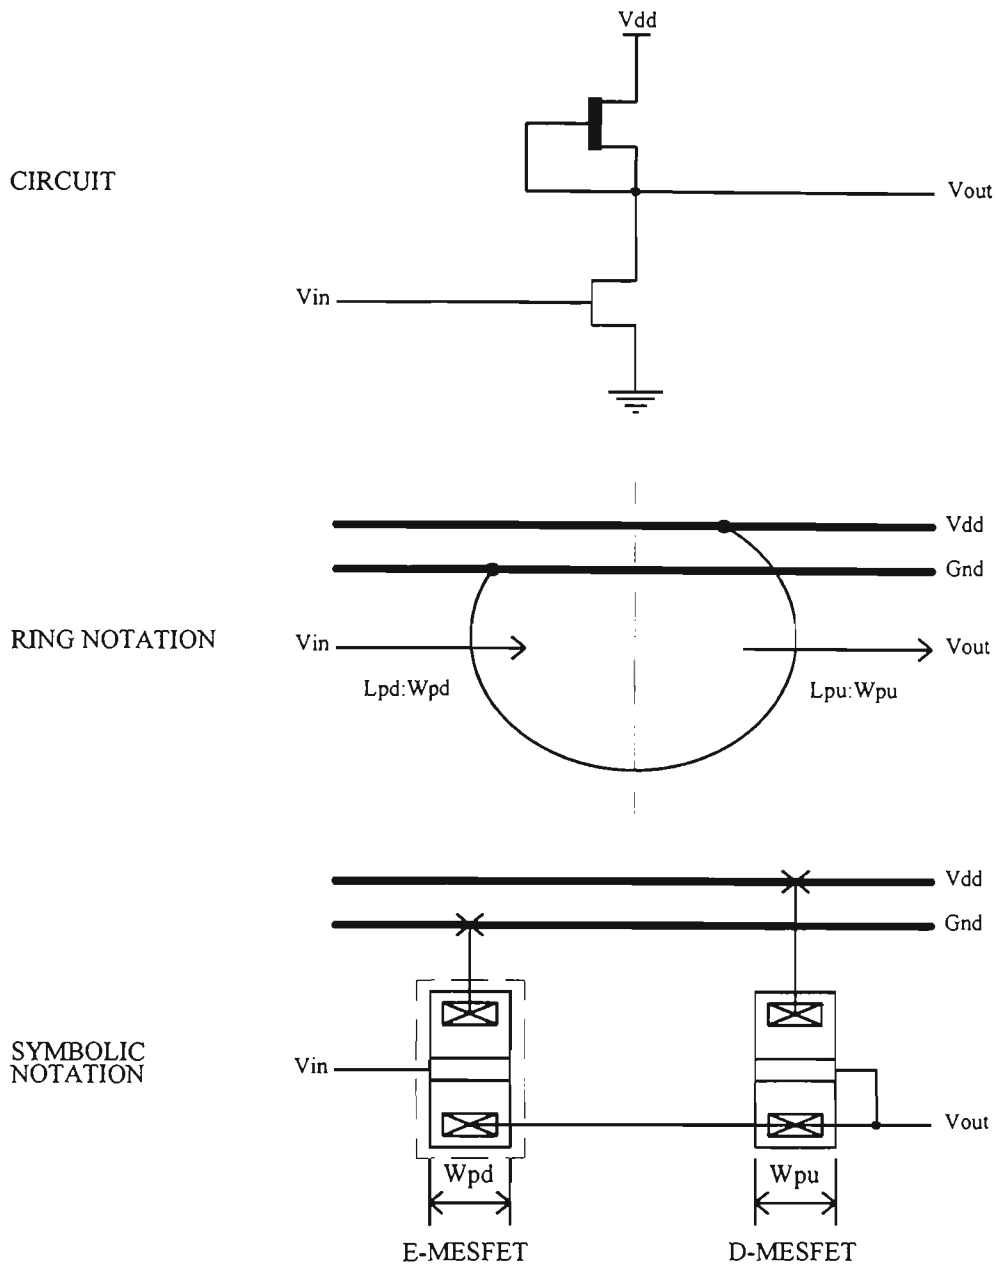 Vdd
CIRCUIT
Vout
Vin
Vdd
Gnd
RING NOTATION
Vin
Vout
Lpd:Wpd
Lpu:Wpu
Vdd
Gnd
SYMBOLIC
NOTATION
Vin
Vout
Wpd
Wpu
E-MESFET
D-MESFET